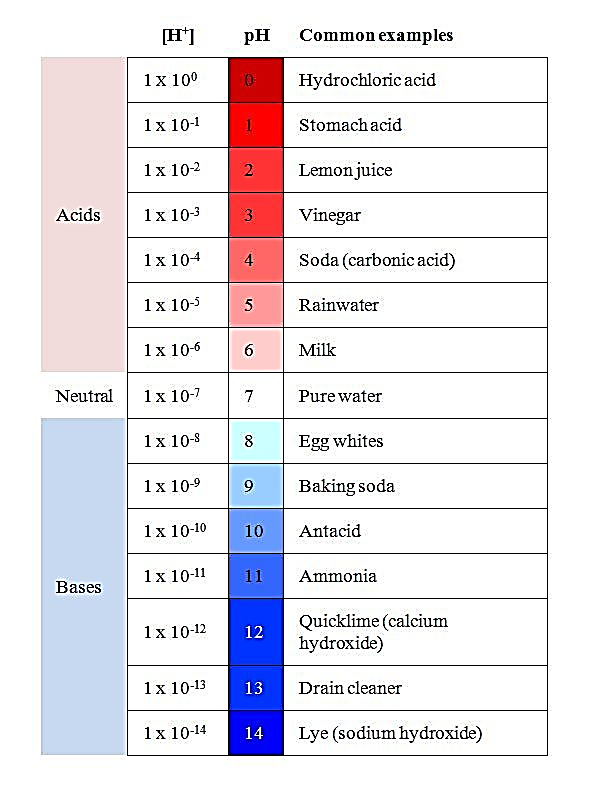 [H⁺] pH Common examples
1 x 10⁰ 0 Hydrochloric acid
1 x 10⁻¹ 1 Stomach acid
1 x 10⁻² 2 Lemon juice
Acids 1 x 10⁻³ 3 Vinegar
1 x 10⁻⁴ 4 Soda (carbonic acid)
1 x 10⁻⁵ 5 Rainwater
1 x 10⁻⁶ 6 Milk
Neutral 1 x 10⁻⁷ 7 Pure water
1 x 10⁻⁸ 8 Egg whites
1 x 10⁻⁹ 9 Baking soda
1 x 10⁻¹⁰ 10 Antacid
Bases 1 x 10⁻¹¹ 11 Ammonia
1 x 10⁻¹² 12 Quicklime (calcium
hydroxide)
1 x 10⁻¹³ 13 Drain cleaner
1 x 10⁻¹⁴ 14 Lye (sodium hydroxide)